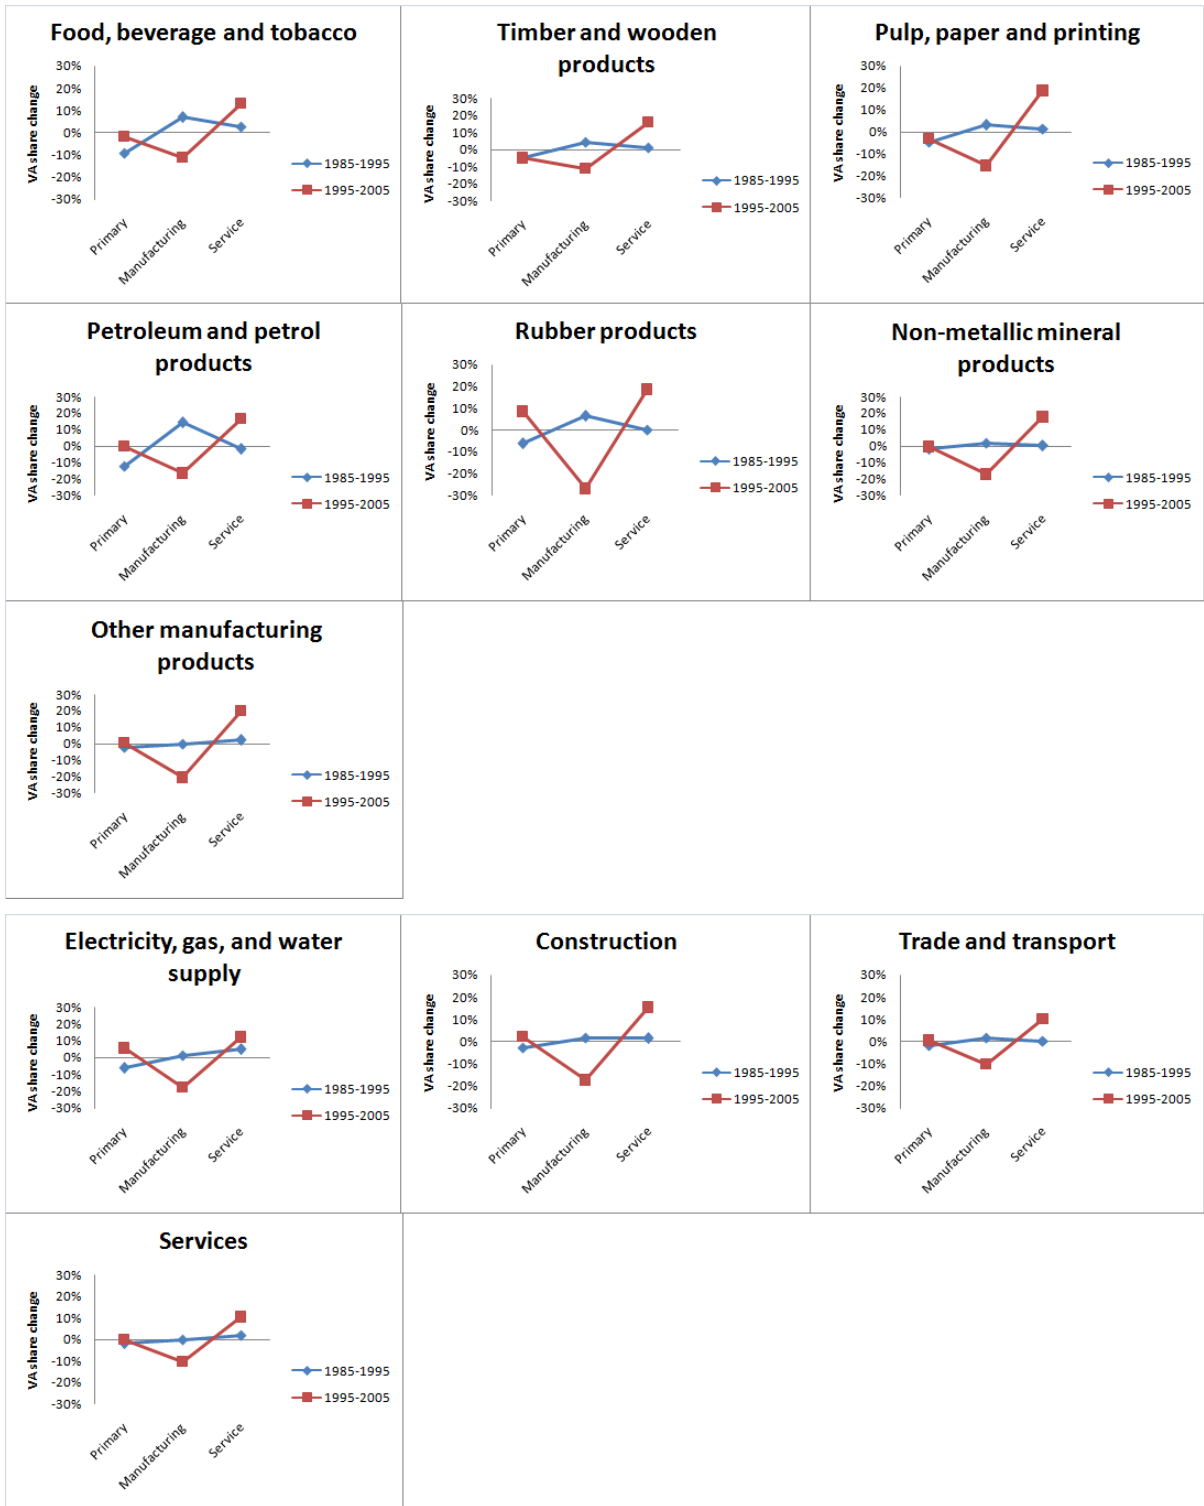 Food, beverage and tobacco
VA share change
30%
20%
10%
0%
-10%
-20%
-30%
Primary
Manufacturing
Service
1985-1995
1995-2005
Timber and wooden
products
VA share change
30%
20%
10%
0%
-10%
-20%
-30%
Primary
Manufacturing
Service
1985-1995
1995-2005
Pulp, paper and printing
VA share change
30%
20%
10%
0%
-10%
-20%
-30%
Primary
Manufacturing
Service
1985-1995
1995-2005
Petroleum and petrol
products
VA share change
30%
20%
10%
0%
-10%
-20%
-30%
Primary
Manufacturing
Service
1985-1995
1995-2005
Rubber products
VA share change
30%
20%
10%
0%
-10%
-20%
-30%
Primary
Manufacturing
Service
1985-1995
1995-2005
Non-metallic mineral
products
VA share change
30%
20%
10%
0%
-10%
-20%
-30%
Primary
Manufacturing
Service
1985-1995
1995-2005
Other manufacturing
products
VA share change
30%
20%
10%
0%
-10%
-20%
-30%
Primary
Manufacturing
Service
1985-1995
1995-2005
Electricity, gas, and water
supply
VA share change
30%
20%
10%
0%
-10%
-20%
-30%
Primary
Manufacturing
Service
1985-1995
1995-2005
Construction
VA share change
30%
20%
10%
0%
-10%
-20%
-30%
Primary
Manufacturing
Service
1985-1995
1995-2005
Trade and transport
VA share change
30%
20%
10%
0%
-10%
-20%
-30%
Primary
Manufacturing
Service
1985-1995
1995-2005
Services
VA share change
30%
20%
10%
0%
-10%
-20%
-30%
Primary
Manufacturing
Service
1985-1995
1995-2005